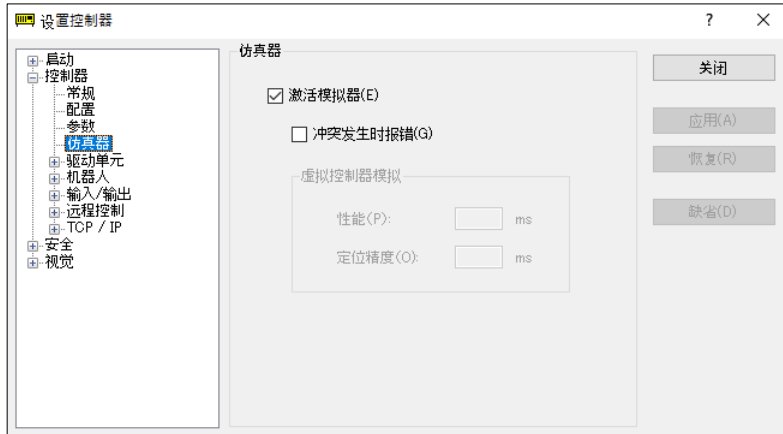 设置控制器
?
启动
控制器
常规
配置
参数
仿真器
驱动单元
机器人
输入/输出
远程控制
TCP / IP
安全
视觉
仿真器
激活模拟器(E)
冲突发生时报错(G)
虚拟控制器模拟
性能(P):
ms
定位精度(O):
ms
关闭
应用(A)
恢复(R)
缺省(D)